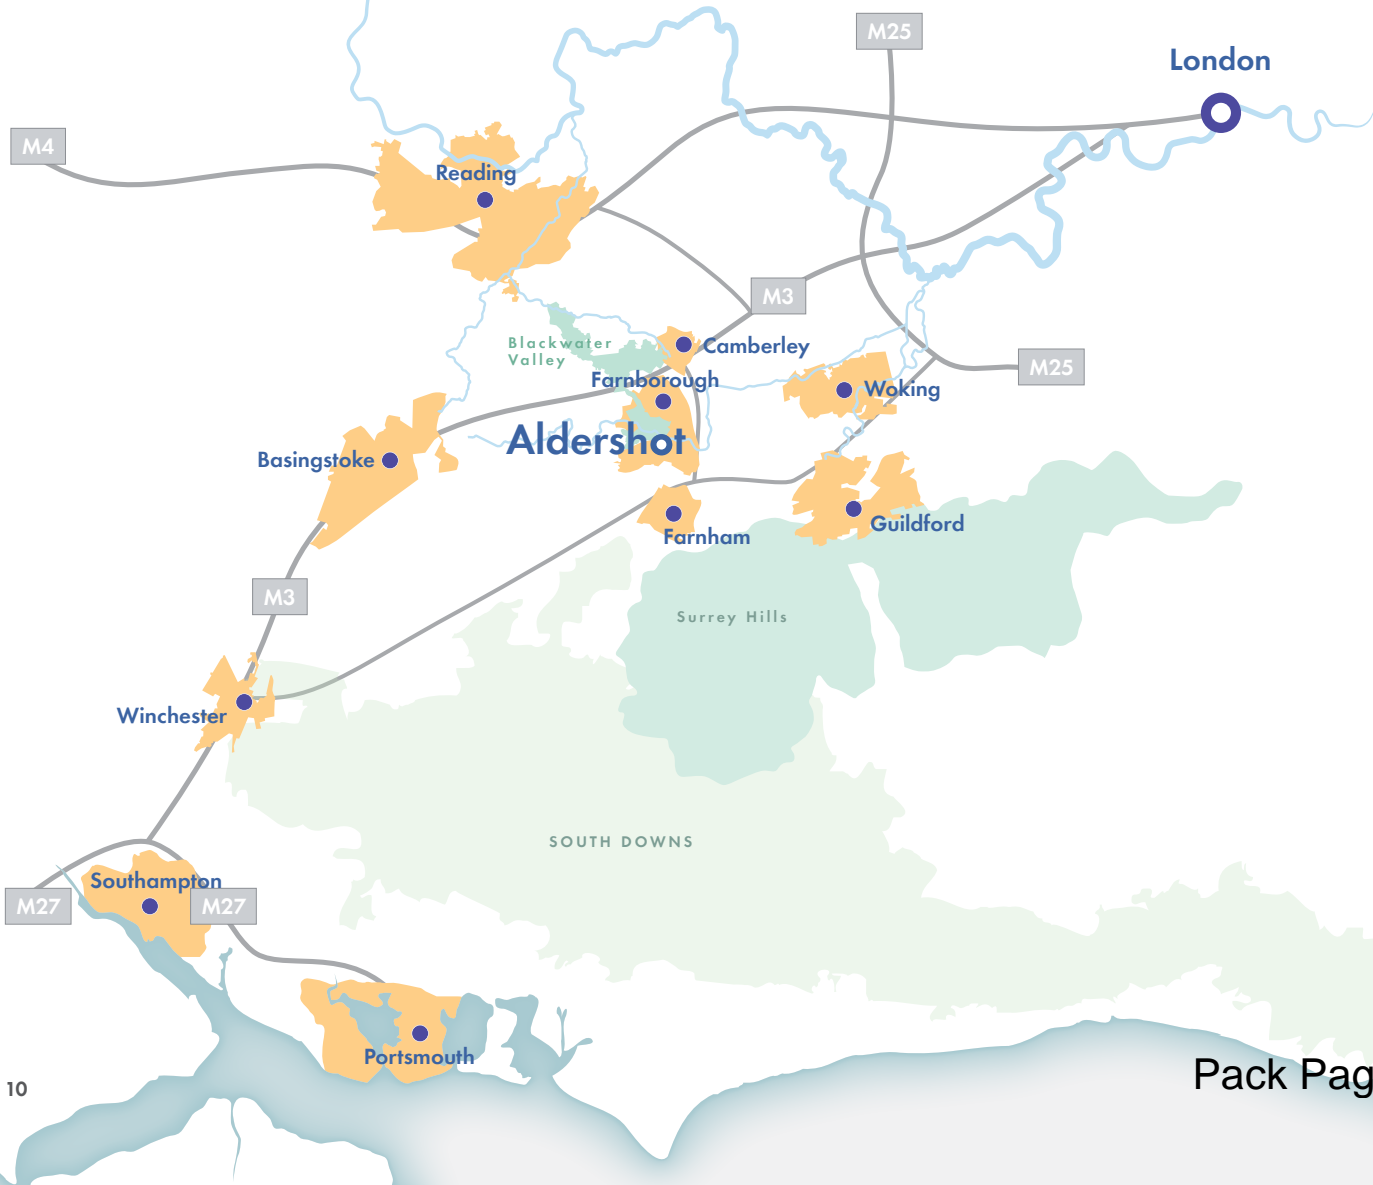 M25
London
M4
Reading
M3
Blackwater
Valley
Camberley
M25
Farnborough
Woking
Aldershot
Basingstoke
Guildford
Farnham
M3
Surrey Hills
Winchester
SOUTH DOWNS
Southampton
M27
M27
Portsmouth
Pack Pag
10